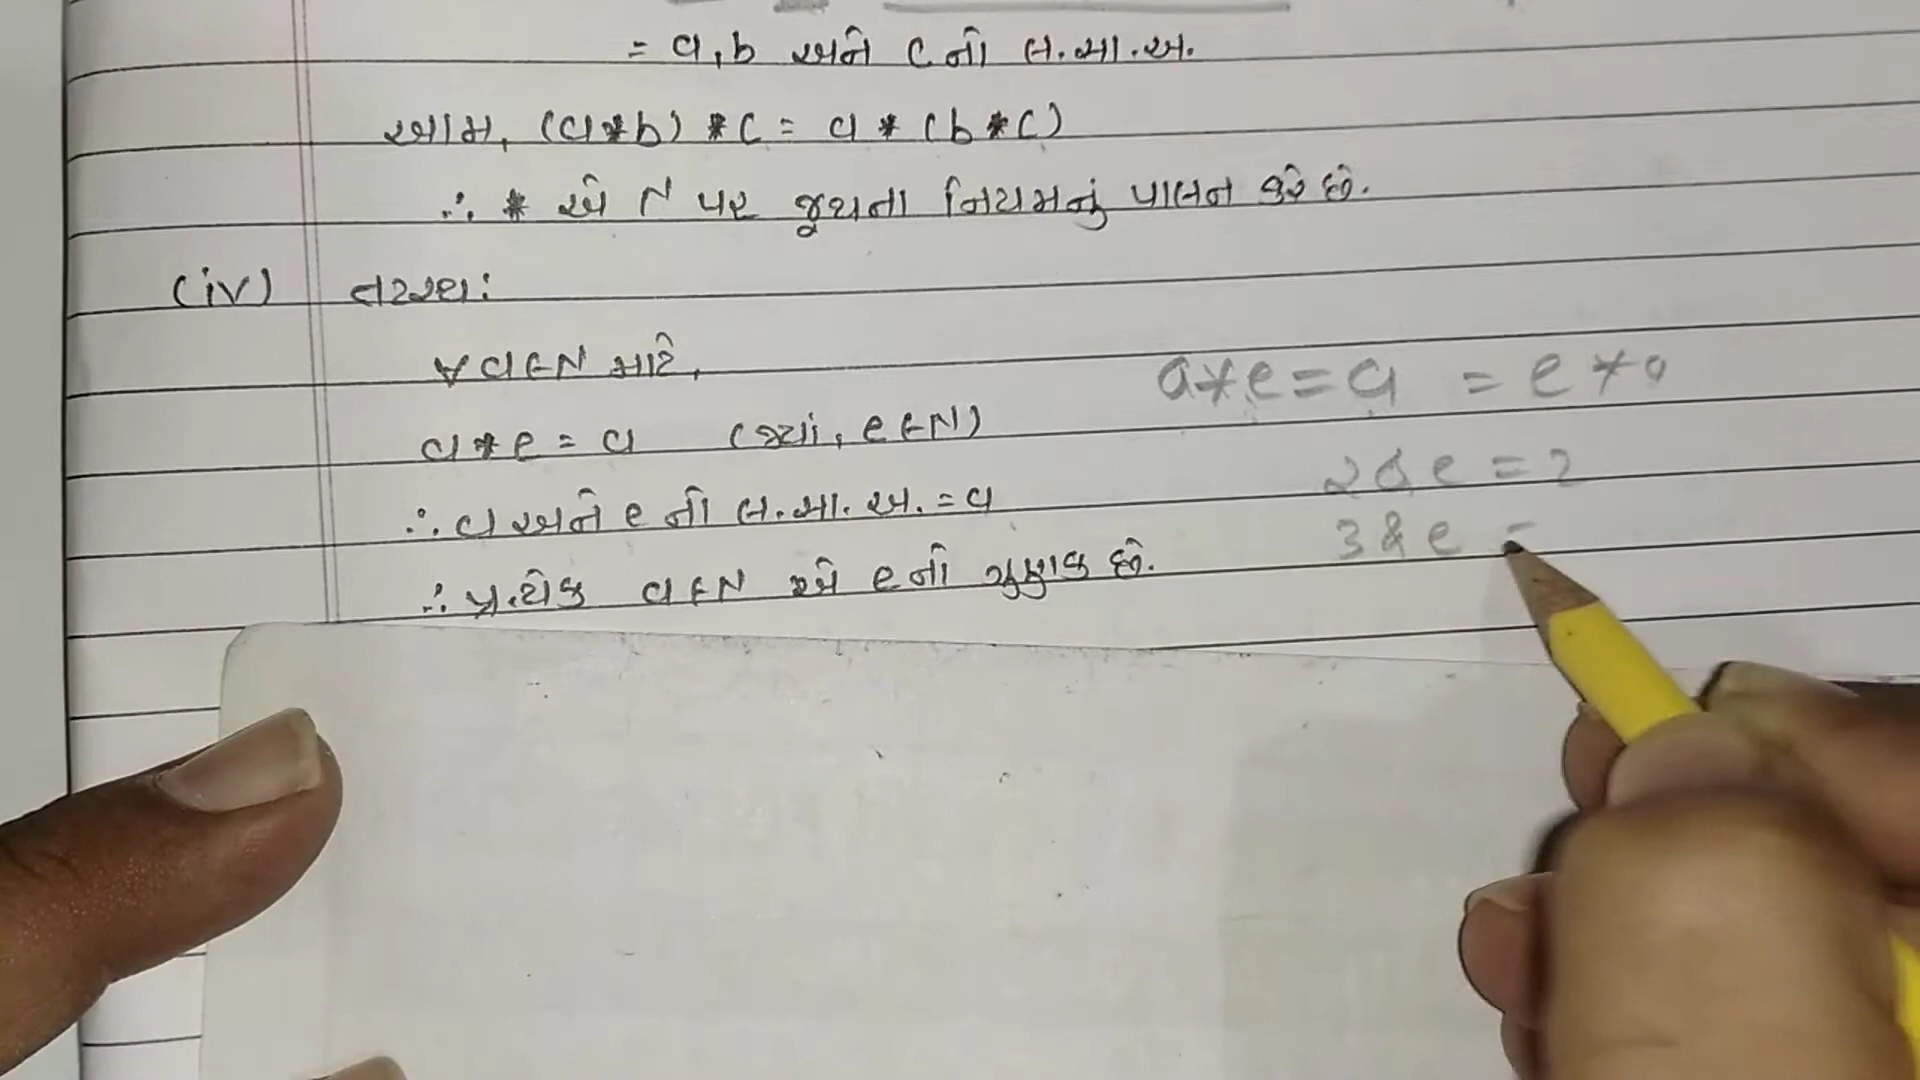 = a, b અને c નો લ.સા.અ.
આમ, (a * b) * c = a * (b * c)
∴ * એ N પર જૂથના નિયમનું પાલન કરે છે.
(iv) તટસ્થ :
∀ a ∈ N માટે,
a * e = a = e * a
a * e = a (જ્યાં, e ∈ N)
2 & e = 2
∴ a અને e નો લ.સા.અ. = a
3 & e =
∴ પ્રત્યેક a ∈ N એ e નો ગુણક છે.